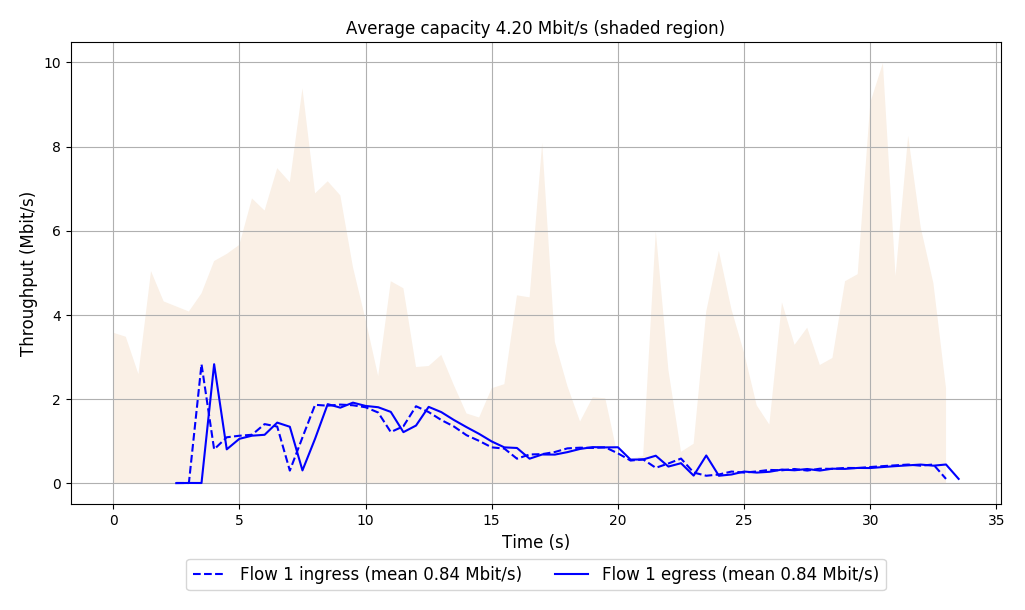 Average capacity 4.20 Mbit/s (shaded region)
10
8
6
4
2
0
Throughput (Mbit/s)
0 5 10 15 20 25 30 35
Time (s)
Flow 1 ingress (mean 0.84 Mbit/s) Flow 1 egress (mean 0.84 Mbit/s)